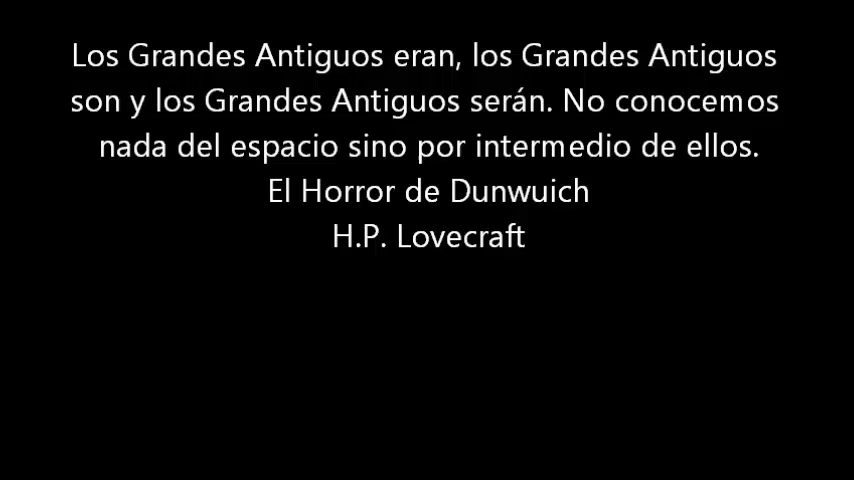 Los Grandes Antiguos eran, los Grandes Antiguos
son y los Grandes Antiguos serán. No conocemos
nada del espacio sino por intermedio de ellos.
El Horror de Dunwuich
H.P. Lovecraft